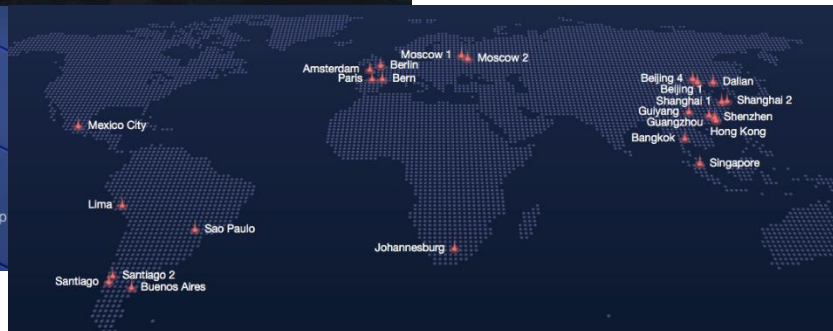 Moscow 1
Moscow 2
Amsterdam
Berlin
Paris
Bern
Beijing 4
Dalian
Beijing 1
Shanghai 1
Shanghai 2
Guiyang
Shenzhen
Guangzhou
Hong Kong
Bangkok
Mexico City
Singapore
Lima
p
Sao Paulo
Johannesburg
Santiago 2
Santiago
Buenos Aires